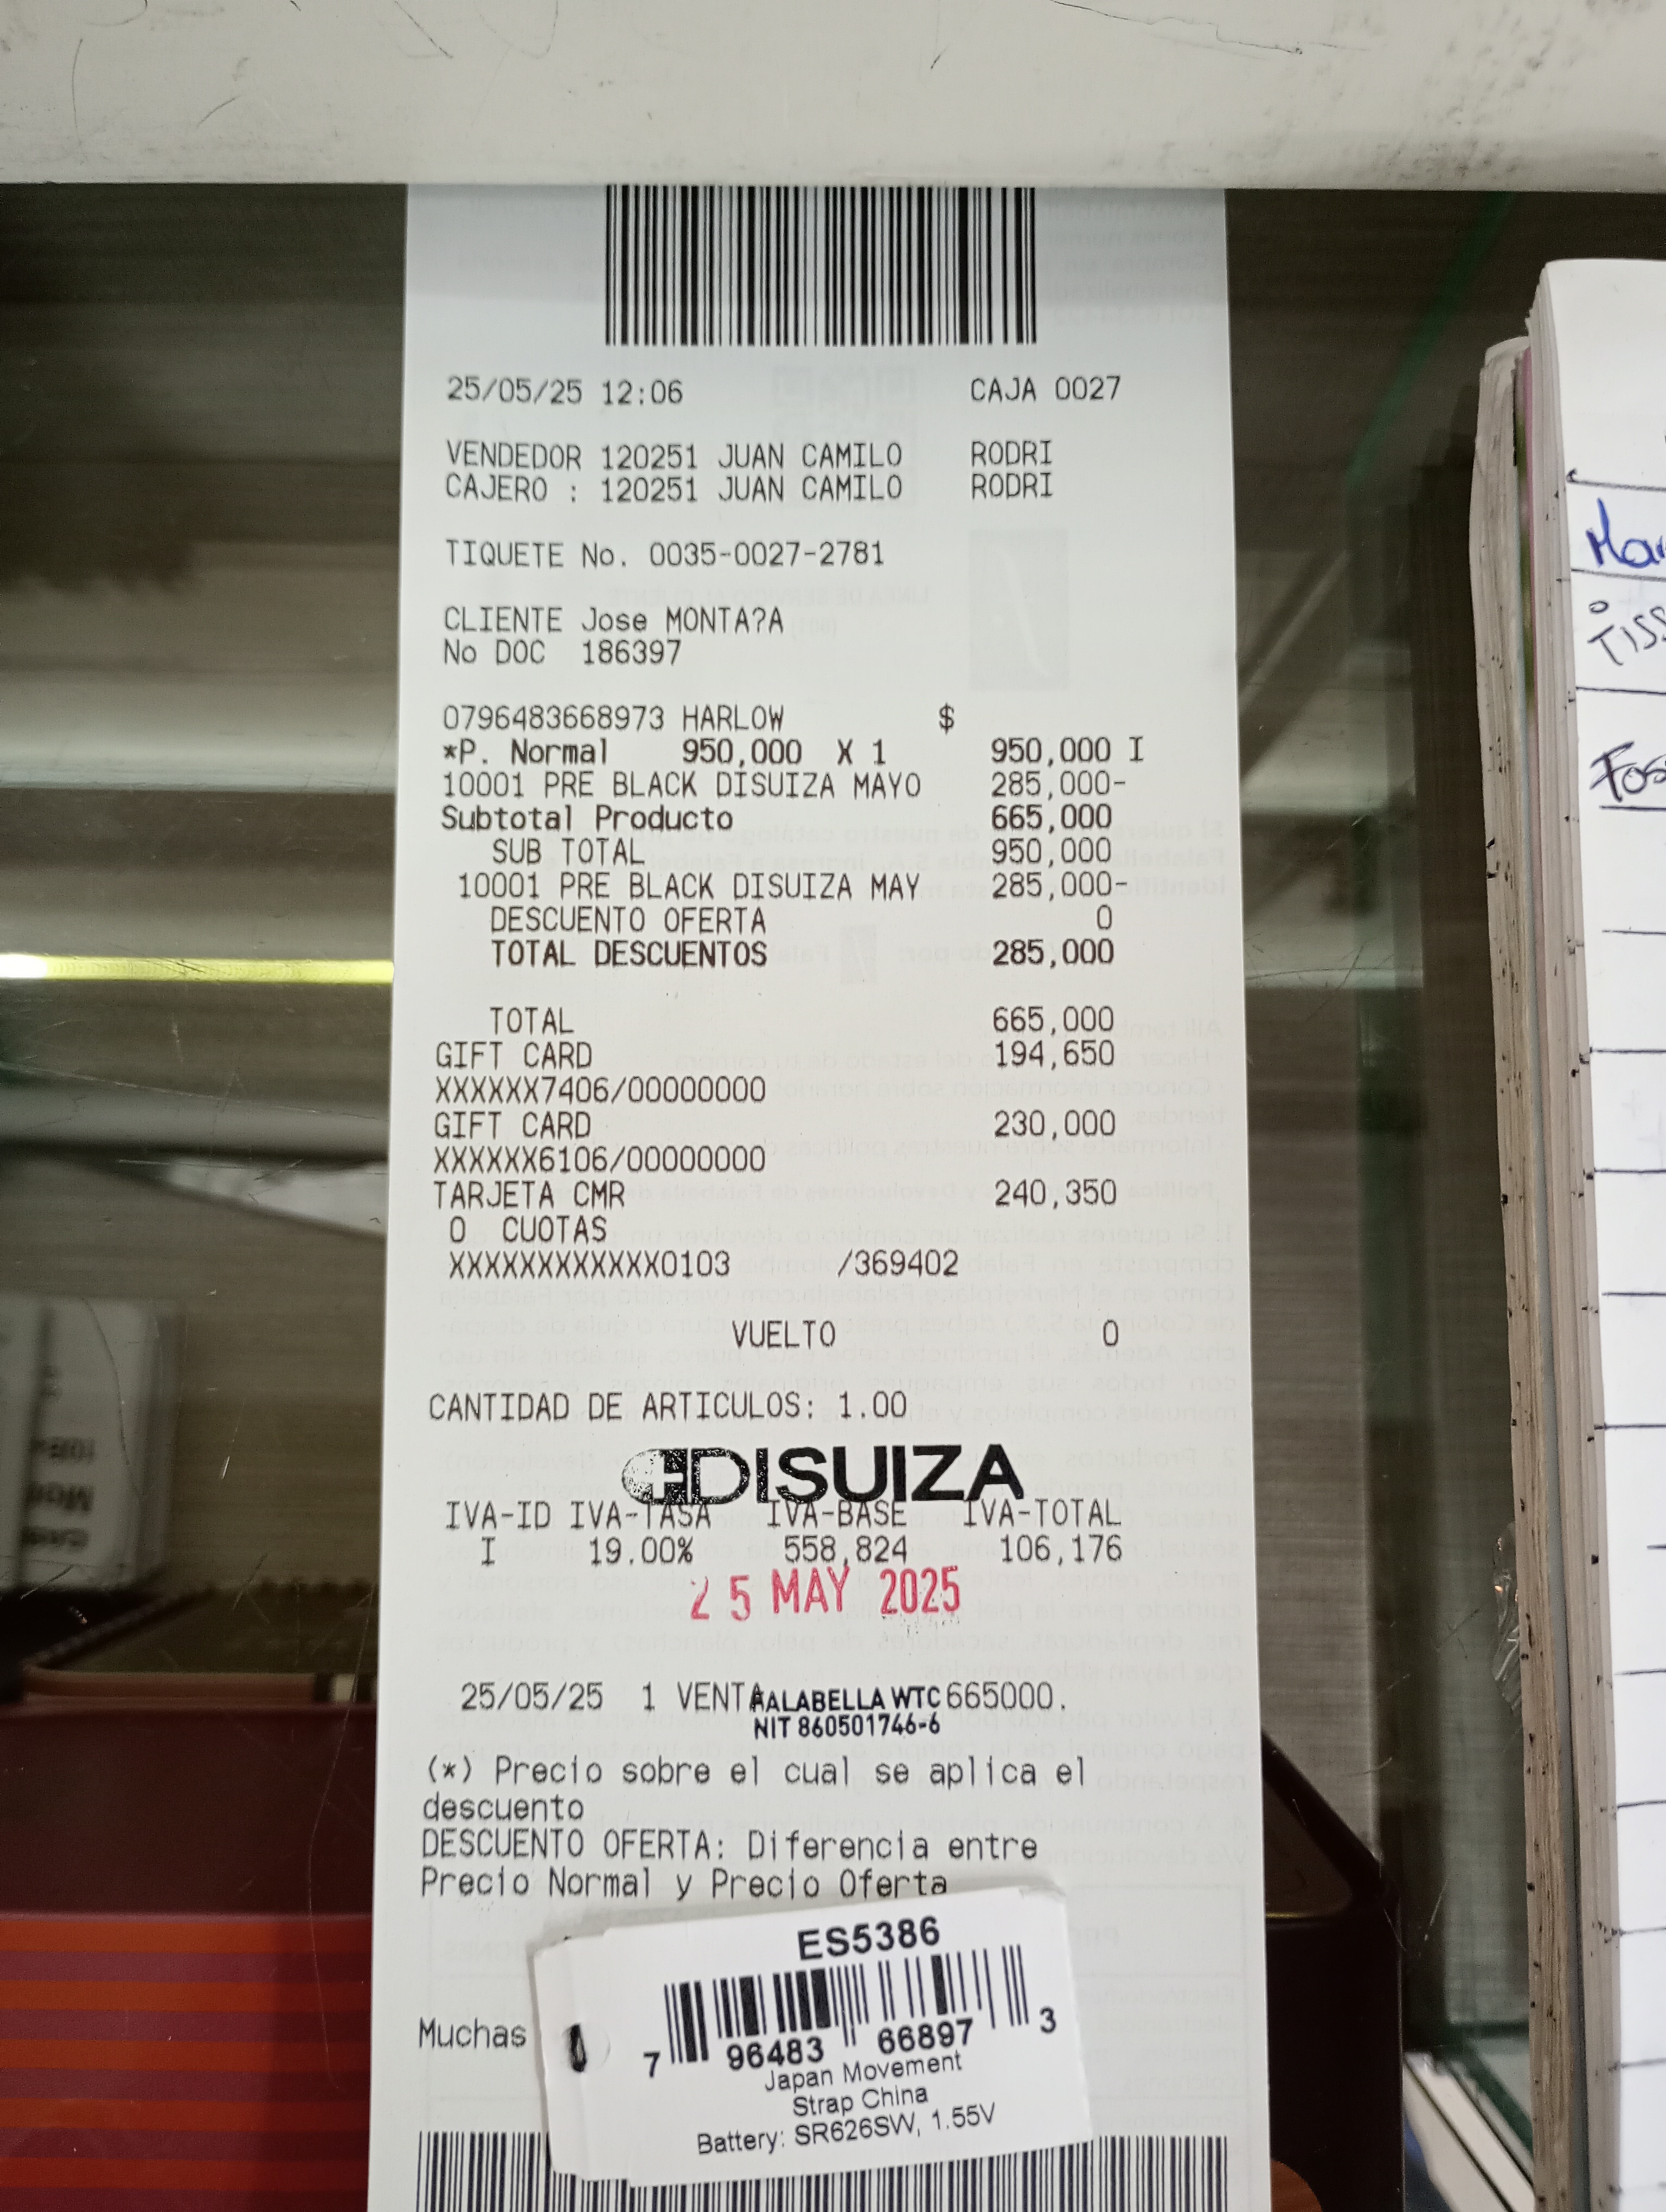 25/05/25 12:06 CAJA 0027
VENDEDOR 120251 JUAN CAMILO RODRI
CAJERO : 120251 JUAN CAMILO RODRI
TIQUETE No. 0035-0027-2781
CLIENTE Jose MONTA?A
No DOC 186397
0796483668973 HARLOW $
*P. Normal 950,000 X 1 950,000 I
10001 PRE BLACK DISUIZA MAYO 285,000-
Subtotal Producto 665,000
SUB TOTAL 950,000
10001 PRE BLACK DISUIZA MAY 285,000-
DESCUENTO OFERTA 0
TOTAL DESCUENTOS 285,000
TOTAL 665,000
GIFT CARD 194,650
XXXXXX7406/00000000
GIFT CARD 230,000
XXXXXX6106/00000000
TARJETA CMR 240,350
0 CUOTAS
XXXXXXXXXXXX0103 /369402
VUELTO 0
CANTIDAD DE ARTICULOS: 1.00
DISUIZA
IVA-ID IVA-TASA IVA-BASE IVA-TOTAL
I 19.00% 558,824 106,176
25 MAY 2025
25/05/25 1 VENTA 665000.
FALABELLA WTC
NIT 860501746-6
(*) Precio sobre el cual se aplica el
descuento
DESCUENTO OFERTA: Diferencia entre
Precio Normal y Precio Oferta
Muchas
ES5386
7 96483 66897 3
Japan Movement
Strap China
Battery: SR626SW, 1.55V